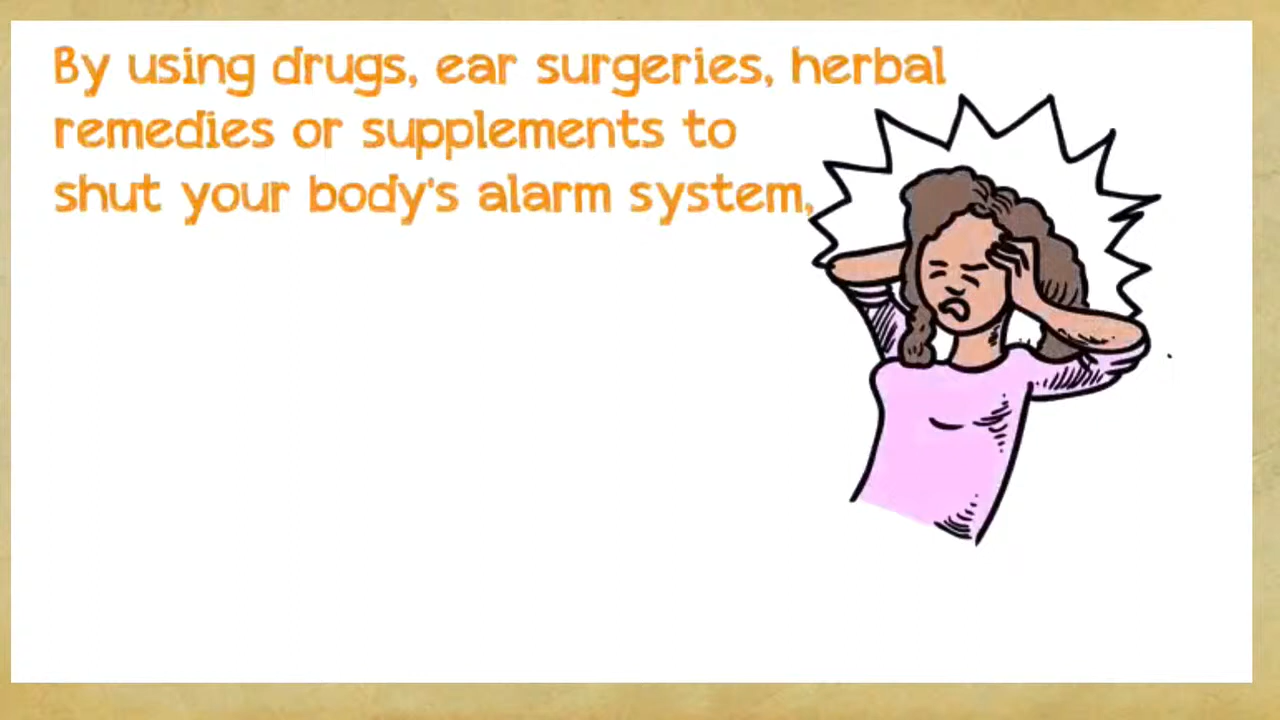 By using drugs, ear surgeries, herbal
remedies or supplements to
shut your body's alarm system,